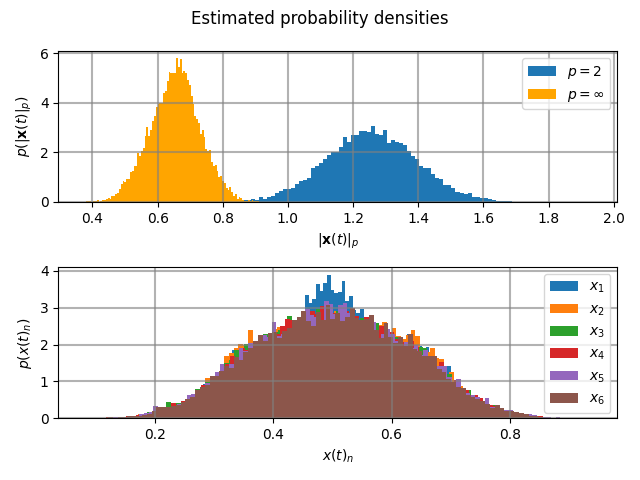 Estimated probability densities
6
4
2
0
p(|x(t)|ₚ)
p = 2
p = ∞
0.4 0.6 0.8 1.0 1.2 1.4 1.6 1.8 2.0
|x(t)|ₚ
4
3
2
1
0
p(x(t)ₙ)
x₁
x₂
x₃
x₄
x₅
x₆
0.2 0.4 0.6 0.8
x(t)ₙ